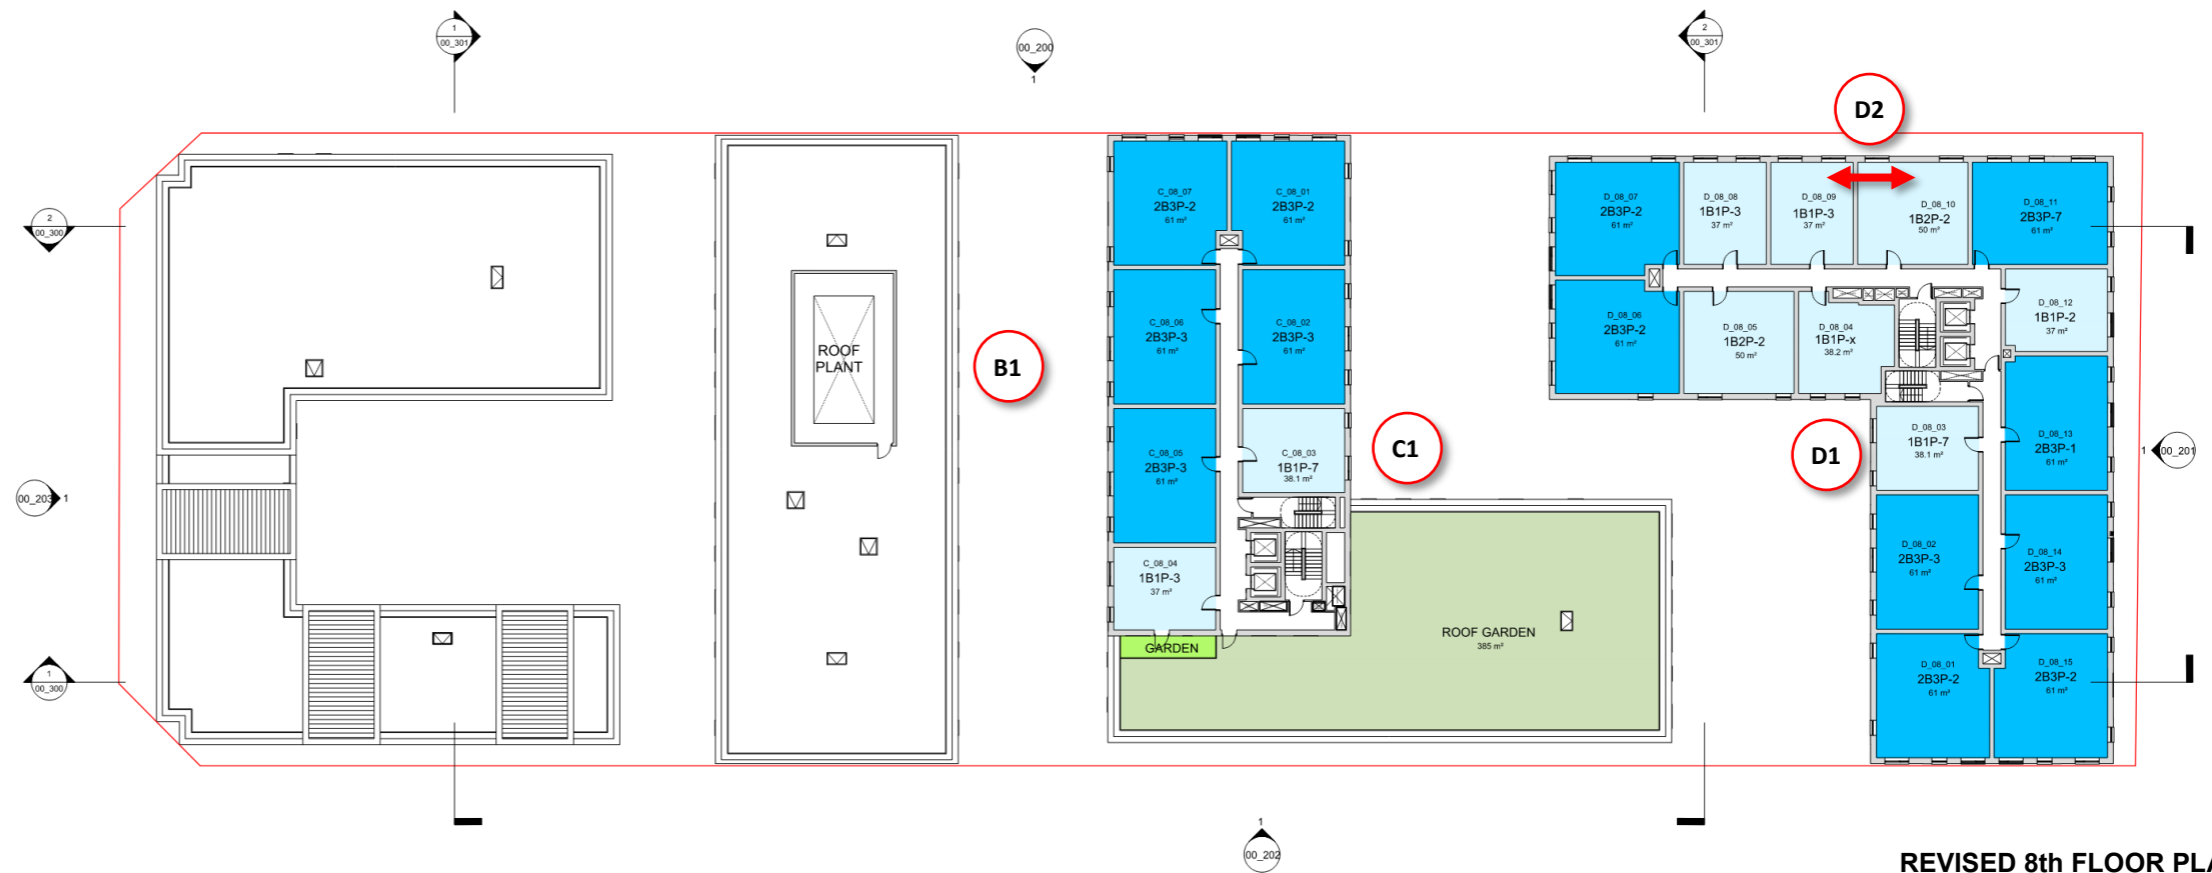 1
00_301
00_200
1
2
00_301
D2
2
00_300
C_08_07
2B3P-2
61 m²
C_08_01
2B3P-2
61 m²
D_08_07
2B3P-2
61 m²
D_08_08
1B1P-3
37 m²
D_08_09
1B1P-3
37 m²
D_08_10
1B2P-2
50 m²
D_08_11
2B3P-7
61 m²
ROOF
PLANT
B1
C_08_06
2B3P-3
61 m²
C_08_02
2B3P-3
61 m²
D_08_06
2B3P-2
61 m²
D_08_05
1B2P-2
50 m²
D_08_04
1B1P-x
38.2 m²
D_08_12
1B1P-2
37 m²
C_08_05
2B3P-3
61 m²
C_08_03
1B1P-7
38.1 m²
C1
D1
D_08_03
1B1P-7
38.1 m²
D_08_13
2B3P-1
61 m²
1
00_201
00_203
1
C_08_04
1B1P-3
37 m²
D_08_02
2B3P-3
61 m²
D_08_14
2B3P-3
61 m²
GARDEN
ROOF GARDEN
385 m²
1
00_300
D_08_01
2B3P-2
61 m²
D_08_15
2B3P-2
61 m²
1
00_202
REVISED 8th FLOOR PLA